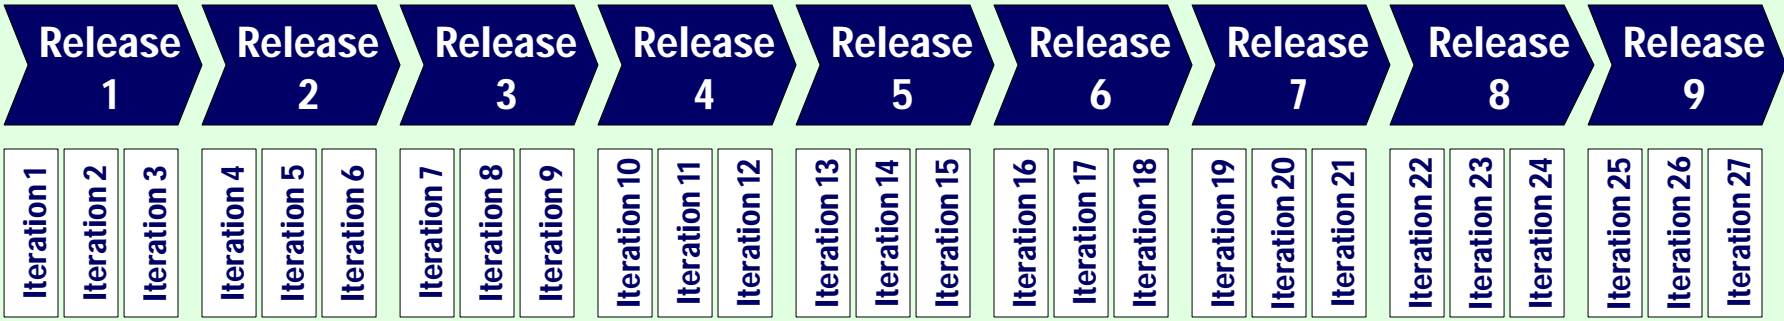 Release
1
Release
2
Release
3
Release
4
Release
5
Release
6
Release
7
Release
8
Release
9
Iteration 1
Iteration 2
Iteration 3
Iteration 4
Iteration 5
Iteration 6
Iteration 7
Iteration 8
Iteration 9
Iteration 10
Iteration 11
Iteration 12
Iteration 13
Iteration 14
Iteration 15
Iteration 16
Iteration 17
Iteration 18
Iteration 19
Iteration 20
Iteration 21
Iteration 22
Iteration 23
Iteration 24
Iteration 25
Iteration 26
Iteration 27